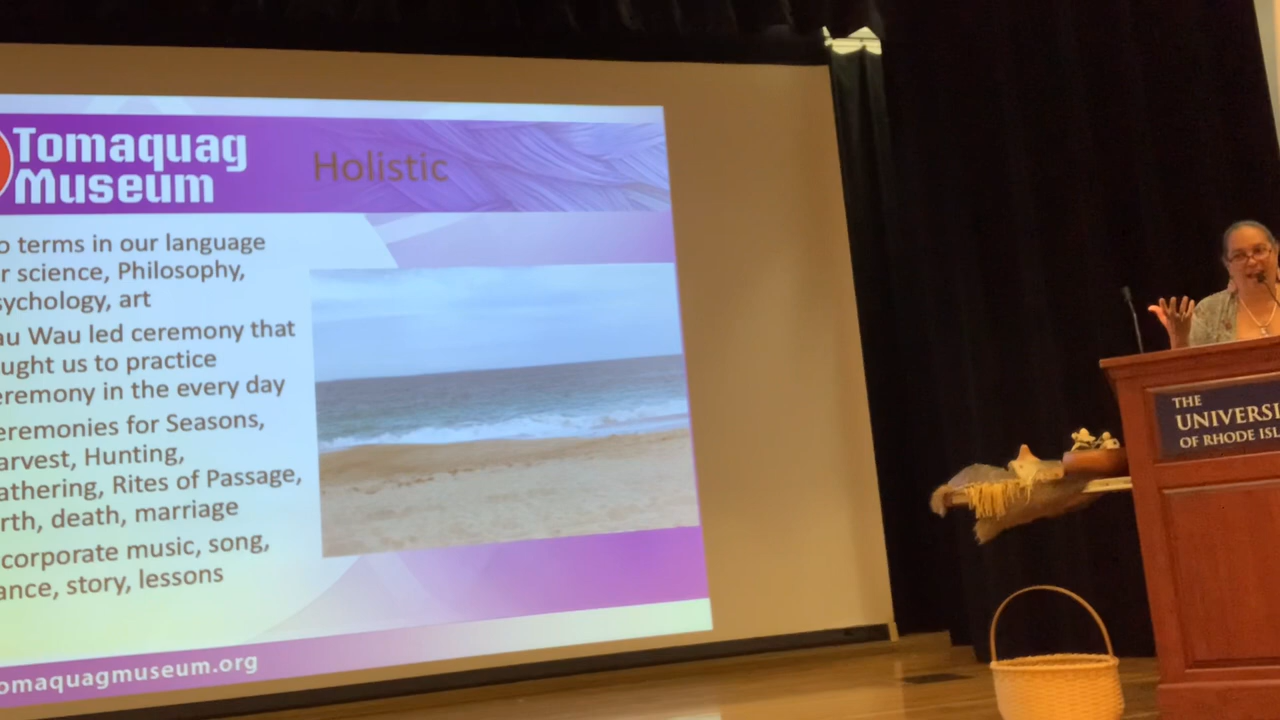 Tomaquag
Museum
Holistic
o terms in our language
r science, Philosophy,
sychology, art
au Wau led ceremony that
ught us to practice
eremony in the every day
eremonies for Seasons,
arvest, Hunting,
athering, Rites of Passage,
rth, death, marriage
corporate music, song,
ance, story, lessons
omaquagmuseum.org
THE
UNIVERSI
OF RHODE ISL